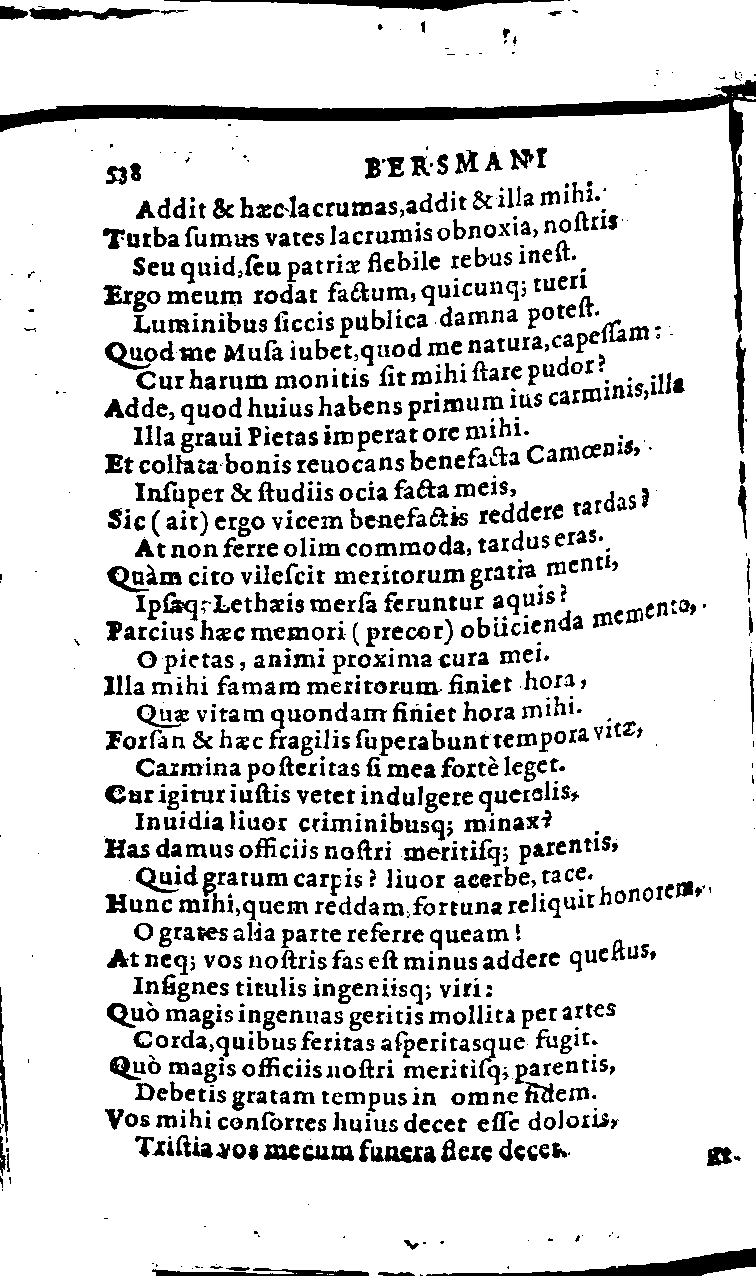 538 BERSMANI
Addit & hæc lacrumas, addit & illa mihi.
Turba ſumus vates lacrumis obnoxia, noſtris
Seu quid, ſeu patriæ flebile rebus ineſt.
Ergo meum rodat factum, quicunq; tueri
Luminibus ſiccis publica damna poteſt.
Quod me Muſa iubet, quod me natura, capeſſam:
Cur harum monitis ſit mihi ſtare pudor?
Adde, quod huius habens primum ius carminis, illa
Illa graui Pietas imperat ore mihi.
Et collata bonis reuocans benefacta Camœnis,
Inſuper & ſtudiis ocia facta meis,
Sic (ait) ergo vicem benefactis reddere tardas?
At non ferre olim commoda, tardus eras.
Quàm cito vileſcit meritorum gratia menti,
Ipſaq; Lethæis merſa feruntur aquis?
Parcius hæc memori (precor) obiicienda memento,
O pietas, animi proxima cura mei.
Illa mihi famam meritorum finiet hora,
Quæ vitam quondam finiet hora mihi.
Forſan & hæc fragilis ſuperabunt tempora vitæ,
Carmina poſteritas ſi mea fortè leget.
Cur igitur iuſtis vetet indulgere querelis,
Inuidia liuor criminibusq; minax?
Has damus officiis noſtri meritiſq; parentis,
Quid gratum carpis? liuor acerbe, tace.
Hunc mihi, quem reddam, fortuna reliquit honorem,
O grates alia parte referre queam!
At neq; vos noſtris fas eſt minus addere queſtus,
Inſignes titulis ingeniisq; viri:
Quò magis ingenuas geritis mollita per artes
Corda, quibus feritas aſperitasque fugit.
Quò magis officiis noſtri meritiſq; parentis,
Debetis gratam tempus in omne fidem.
Vos mihi conſortes huius decet eſſe doloris,
Triſtia vos mecum funera flere decet.
Et